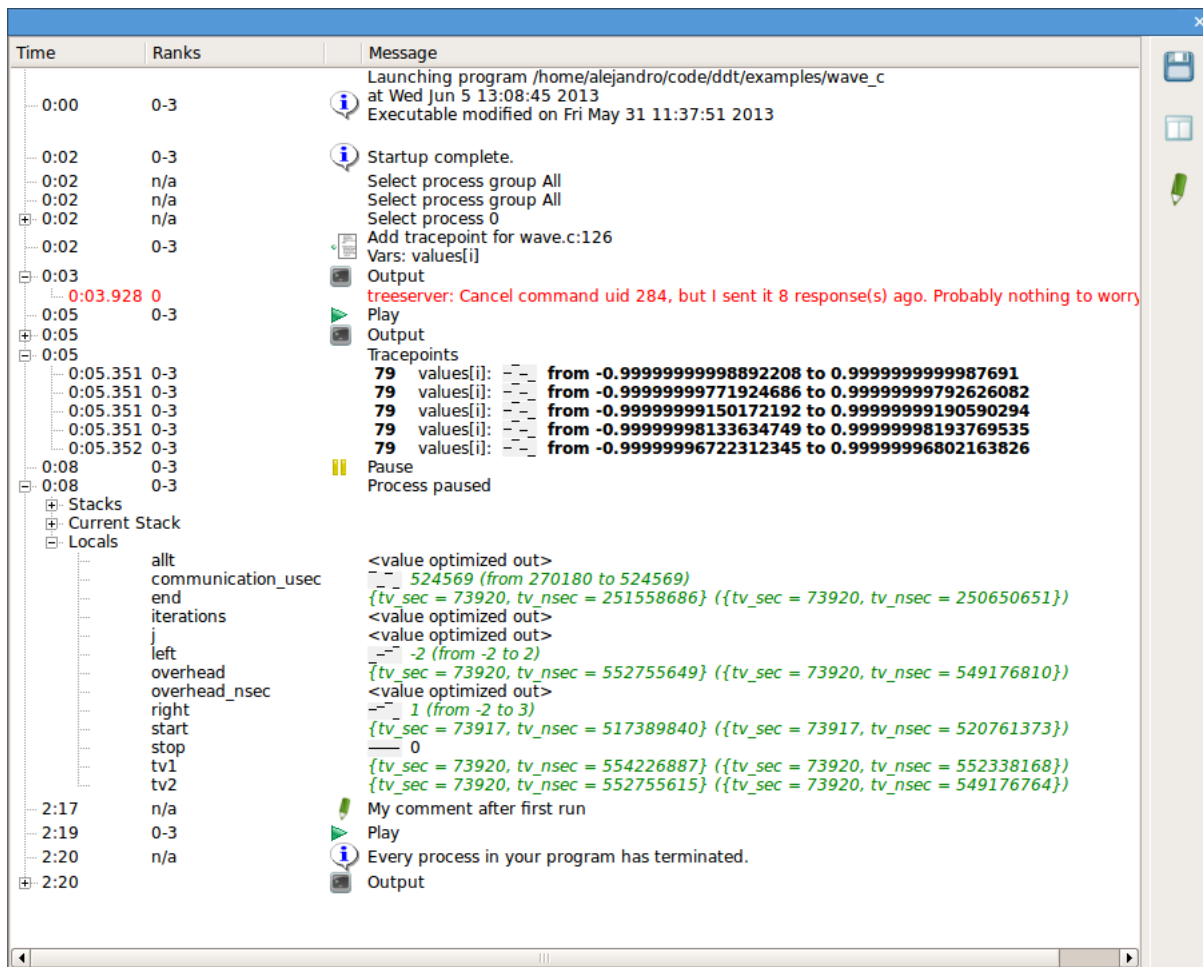 Time Ranks Message
Launching program /home/alejandro/code/ddt/examples/wave_c
0:00 0-3 at Wed Jun 5 13:08:45 2013
Executable modified on Fri May 31 11:37:51 2013
0:02 0-3 Startup complete.
0:02 n/a Select process group All
0:02 n/a Select process group All
0:02 n/a Select process 0
0:02 0-3 Add tracepoint for wave.c:126
Vars: values[i]
0:03 Output
0:03.928 0 treeserver: Cancel command uid 284, but I sent it 8 response(s) ago. Probably nothing to worry
0:05 0-3 Play
0:05 Output
0:05 Tracepoints
0:05.351 0-3 79 values[i]: from -0.99999999998892208 to 0.9999999999987691
0:05.351 0-3 79 values[i]: from -0.99999999771924686 to 0.99999999792626082
0:05.351 0-3 79 values[i]: from -0.99999999150172192 to 0.99999999190590294
0:05.351 0-3 79 values[i]: from -0.99999998133634749 to 0.99999998193769535
0:05.352 0-3 79 values[i]: from -0.99999996722312345 to 0.99999996802163826
0:08 0-3 Pause
0:08 0-3 Process paused
Stacks
Current Stack
Locals
allt <value optimized out>
communication_usec 524569 (from 270180 to 524569)
end {tv_sec = 73920, tv_nsec = 251558686} ({tv_sec = 73920, tv_nsec = 250650651})
iterations <value optimized out>
j <value optimized out>
left -2 (from -2 to 2)
overhead {tv_sec = 73920, tv_nsec = 552755649} ({tv_sec = 73920, tv_nsec = 549176810})
overhead_nsec <value optimized out>
right 1 (from -2 to 3)
start {tv_sec = 73917, tv_nsec = 517389840} ({tv_sec = 73917, tv_nsec = 520761373})
stop 0
tv1 {tv_sec = 73920, tv_nsec = 554226887} ({tv_sec = 73920, tv_nsec = 552338168})
tv2 {tv_sec = 73920, tv_nsec = 552755615} ({tv_sec = 73920, tv_nsec = 549176764})
2:17 n/a My comment after first run
2:19 0-3 Play
2:20 n/a Every process in your program has terminated.
2:20 Output